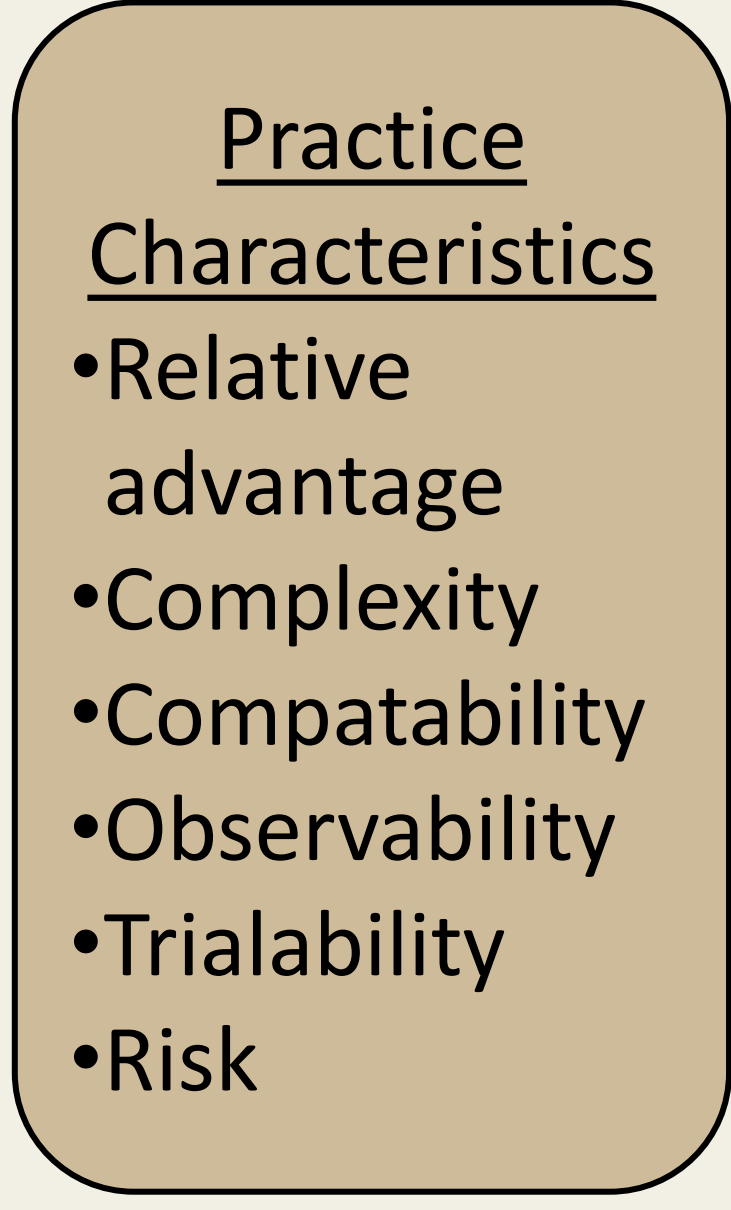 Practice
Characteristics
•Relative
advantage
•Complexity
•Compatability
•Observability
•Trialability
•Risk